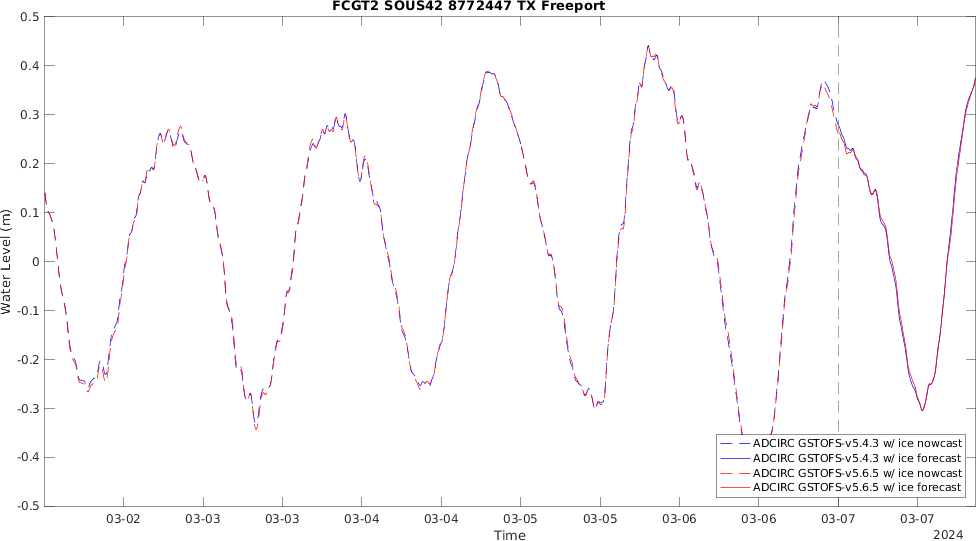 FCGT2 SOUS42 8772447 TX Freeport
0.5
0.4
0.3
0.2
0.1
0
-0.1
-0.2
-0.3
-0.4
-0.5
Water Level (m)
ADCIRC GSTOFS-v5.4.3 w/ ice nowcast
ADCIRC GSTOFS-v5.4.3 w/ ice forecast
ADCIRC GSTOFS-v5.6.5 w/ ice nowcast
ADCIRC GSTOFS-v5.6.5 w/ ice forecast
03-02 03-03 03-03 03-04 03-04 03-05 03-05 03-06 03-06 03-07 03-07
Time
2024